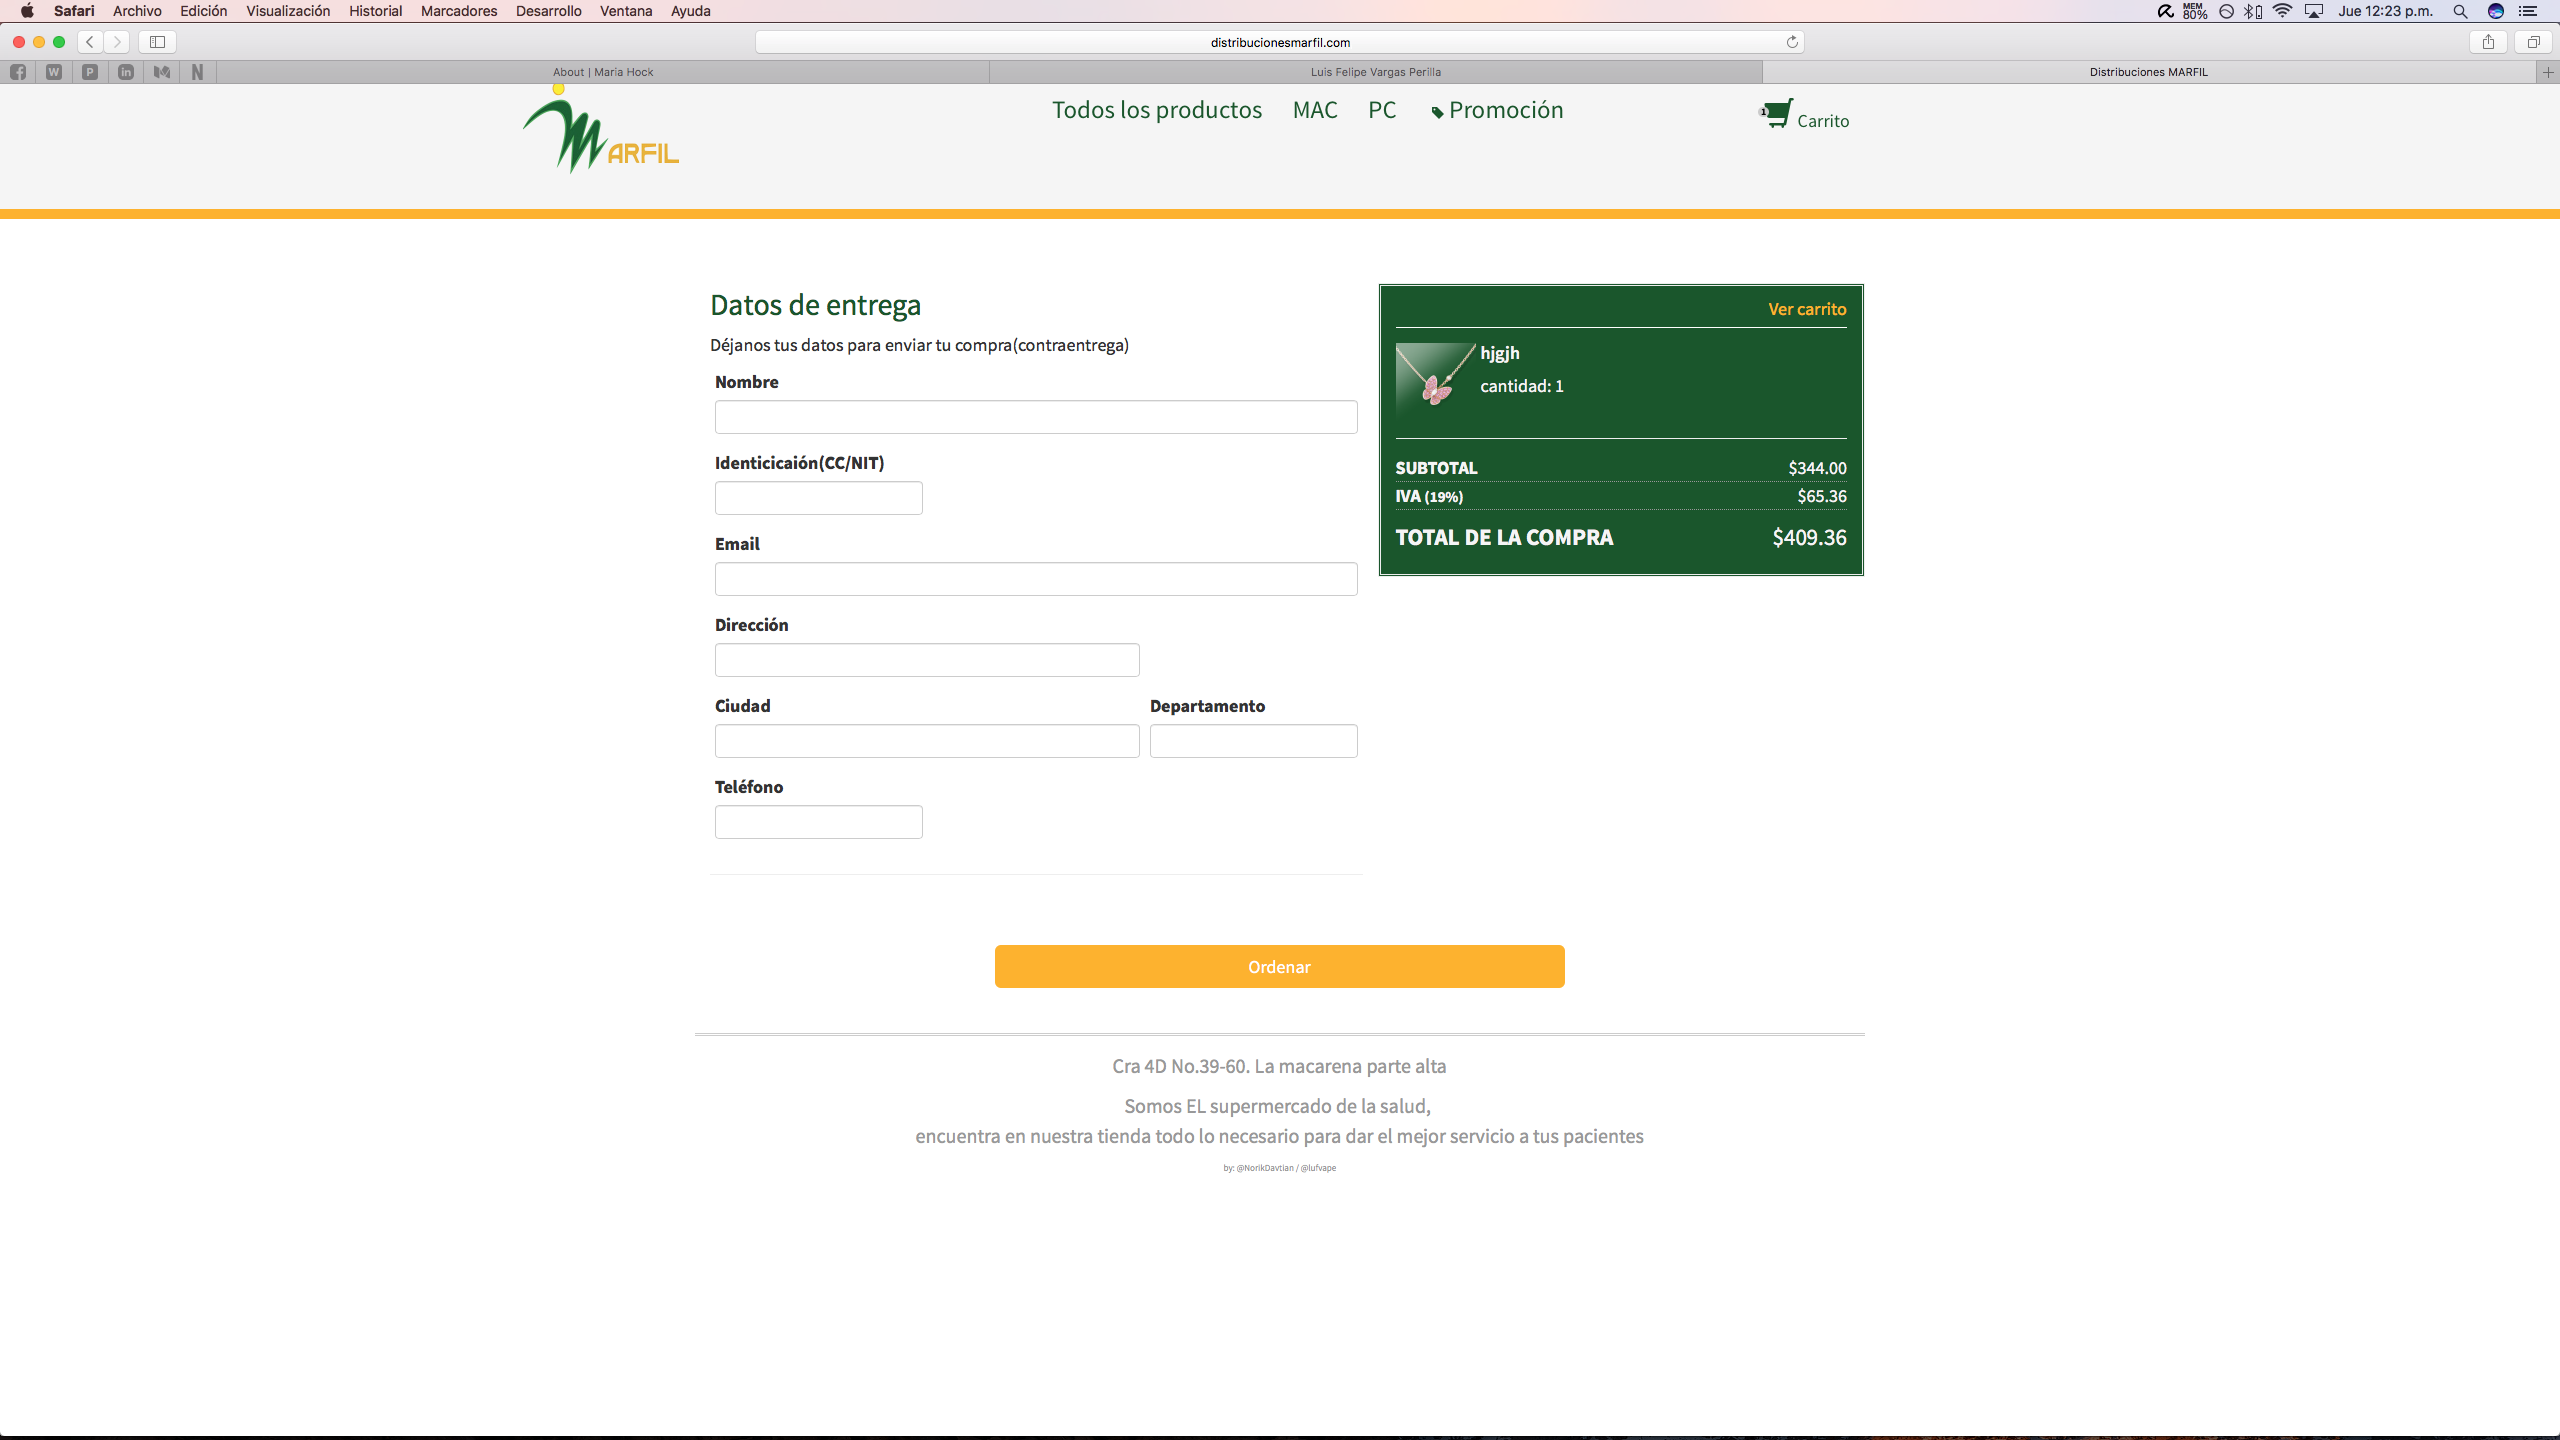 Safari Archivo Edición Visualización Historial Marcadores Desarrollo Ventana Ayuda
MEM 80% Jue 12:23 p.m.
distribucionesmarfil.com
About | Maria Hock
Luis Felipe Vargas Perilla
Distribuciones MARFIL
MARFIL
Todos los productos MAC PC Promoción
1 Carrito
Datos de entrega
Déjanos tus datos para enviar tu compra(contraentrega)
Nombre
Identicicaión(CC/NIT)
Email
Dirección
Ciudad Departamento
Teléfono
Ver carrito
hjgjh
cantidad: 1
SUBTOTAL $344.00
IVA (19%) $65.36
TOTAL DE LA COMPRA $409.36
Ordenar
Cra 4D No.39-60. La macarena parte alta
Somos EL supermercado de la salud,
encuentra en nuestra tienda todo lo necesario para dar el mejor servicio a tus pacientes
by: @NorikDavtian / @lufvape